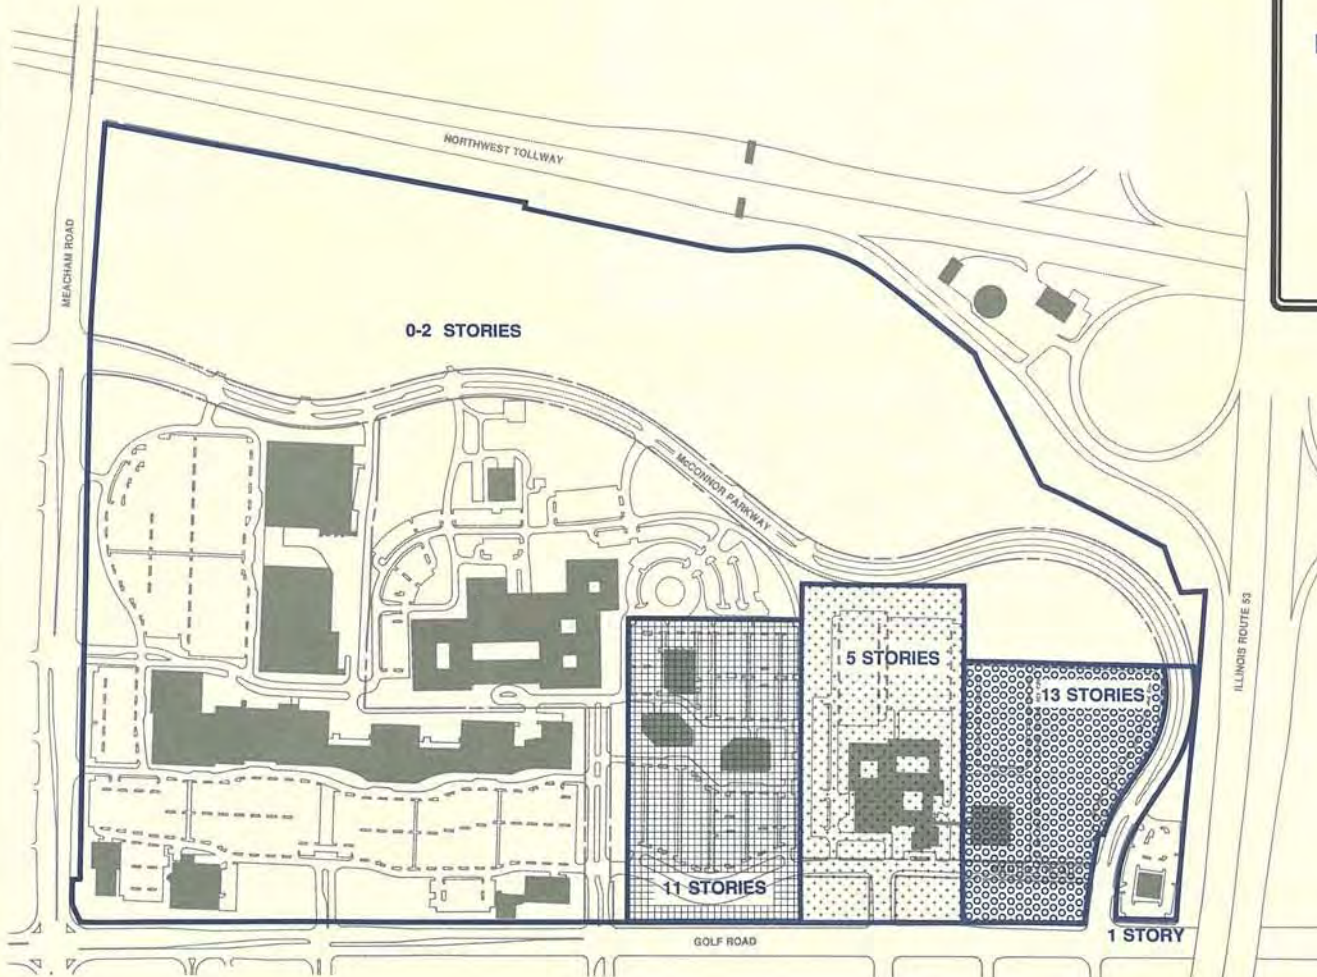 NORTHWEST TOLLWAY
MEACHAM ROAD
0-2 STORIES
McCONNOR PARKWAY
ILLINOIS ROUTE 53
5 STORIES
13 STORIES
11 STORIES
1 STORY
GOLF ROAD